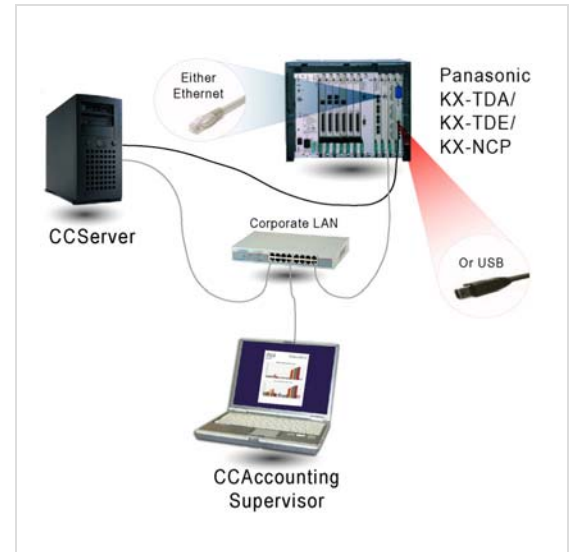 Either
Ethernet
Panasonic
KX-TDA/
KX-TDE/
KX-NCP
CCServer
Corporate LAN
Or USB
CCAccounting
Supervisor